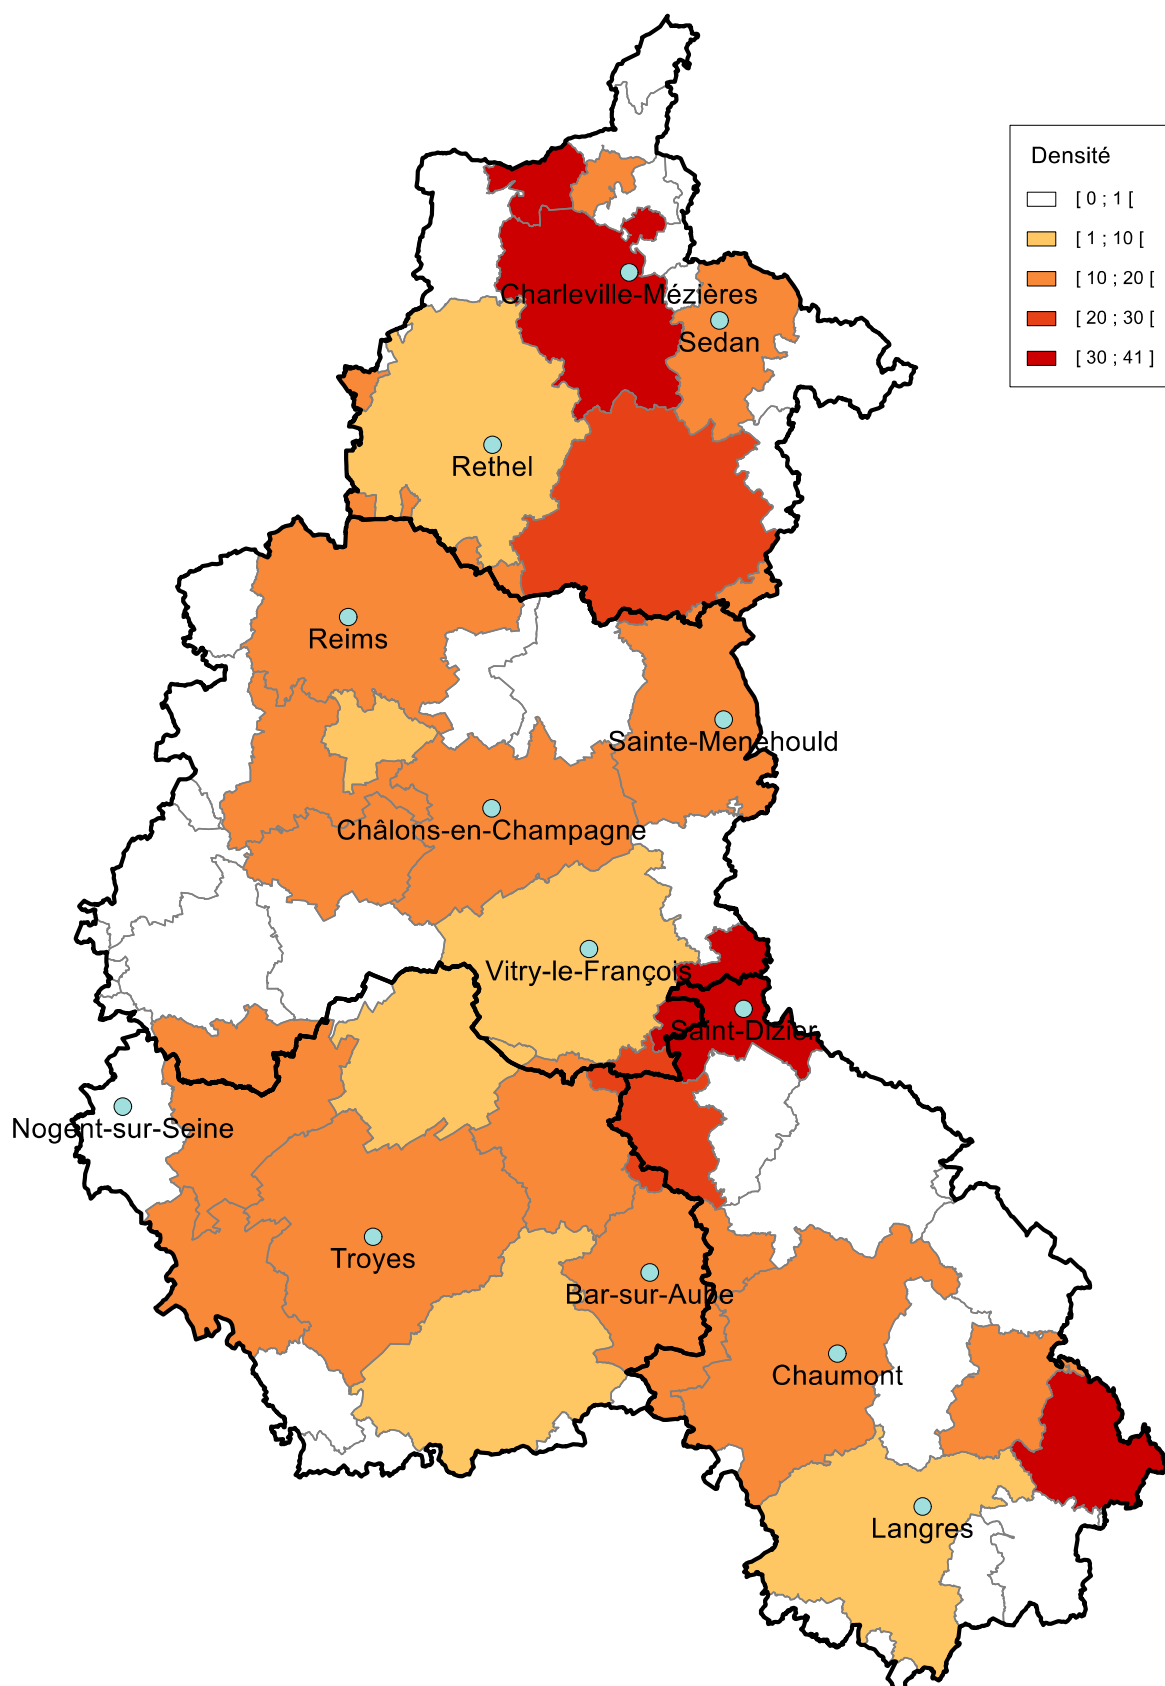 Densité
[ 0 ; 1 [
[ 1 ; 10 [
[ 10 ; 20 [
[ 20 ; 30 [
[ 30 ; 41 ]
Charleville-Mézières
Sedan
Rethel
Reims
Sainte-Menehould
Châlons-en-Champagne
Vitry-le-François
Saint-Dizier
Nogent-sur-Seine
Troyes
Bar-sur-Aube
Chaumont
Langres